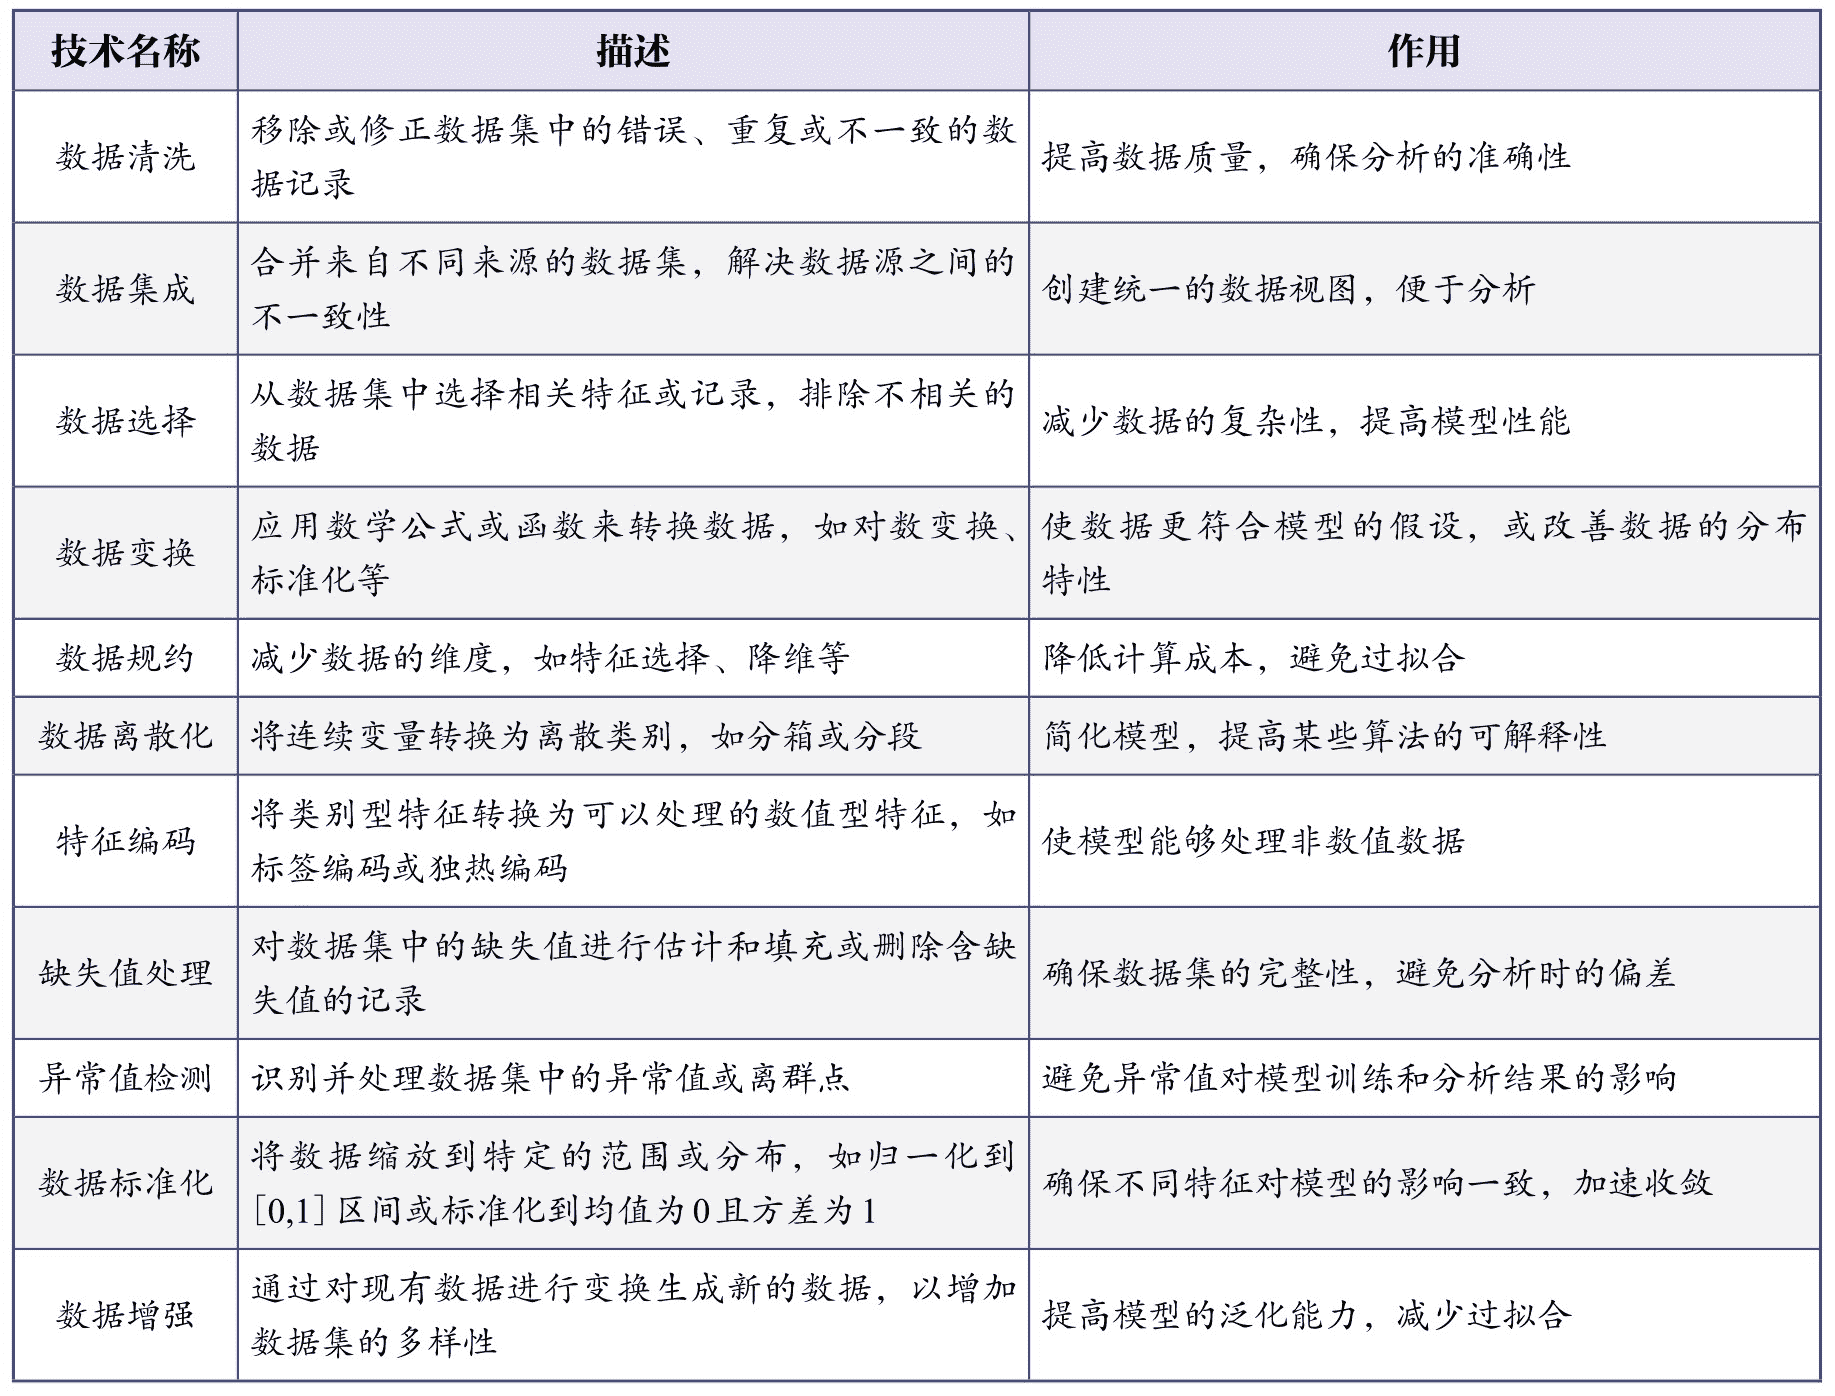 技术名称 描述 作用
数据清洗
移除或修正数据集中的错误、重复或不一致的数
据记录
提高数据质量，确保分析的准确性
数据集成
合并来自不同来源的数据集，解决数据源之间的
不一致性
创建统一的数据视图，便于分析
数据选择
从数据集中选择相关特征或记录，排除不相关的
数据
减少数据的复杂性，提高模型性能
数据变换
应用数学公式或函数来转换数据，如对数变换、
标准化等
使数据更符合模型的假设，或改善数据的分布
特性
数据规约
减少数据的维度，如特征选择、降维等
降低计算成本，避免过拟合
数据离散化
将连续变量转换为离散类别，如分箱或分段
简化模型，提高某些算法的可解释性
特征编码
将类别型特征转换为可以处理的数值型特征，如
标签编码或独热编码
使模型能够处理非数值数据
缺失值处理
对数据集中的缺失值进行估计和填充或删除含缺
失值的记录
确保数据集的完整性，避免分析时的偏差
异常值检测
识别并处理数据集中的异常值或离群点
避免异常值对模型训练和分析结果的影响
数据标准化
将数据缩放到特定的范围或分布，如归一化到
[0,1] 区间或标准化到均值为 0 且方差为 1
确保不同特征对模型的影响一致，加速收敛
数据增强
通过对现有数据进行变换生成新的数据，以增加
数据集的多样性
提高模型的泛化能力，减少过拟合